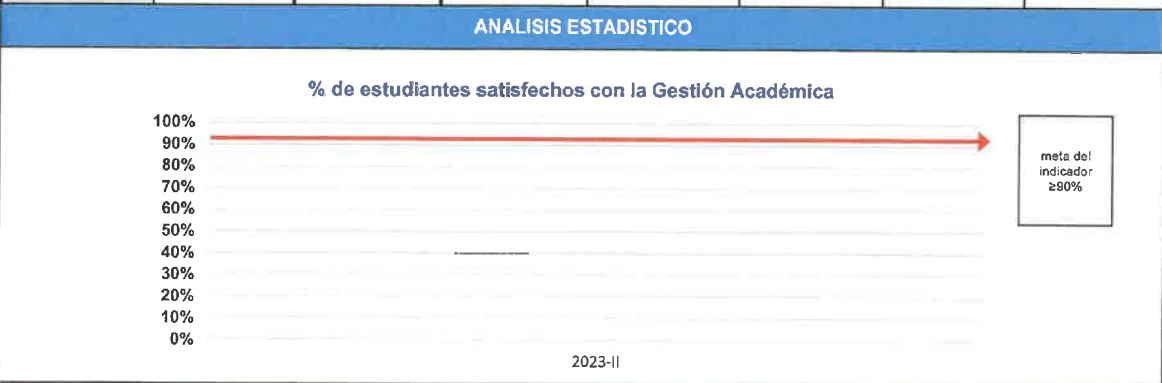 ANALISIS ESTADISTICO
% de estudiantes satisfechos con la Gestión Académica
100%
90%
80%
70%
60%
50%
40%
30%
20%
10%
0%
meta del
indicador
≥90%
2023-II